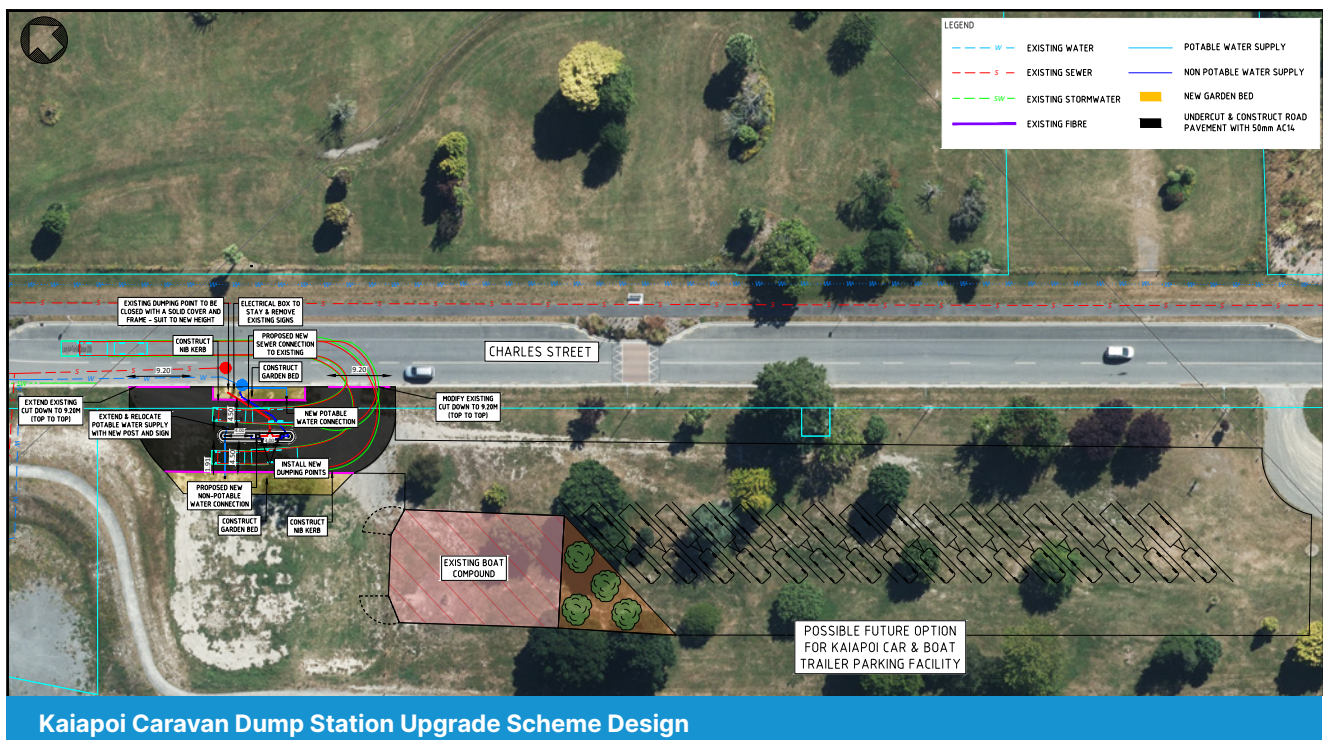 LEGEND
W EXISTING WATER
POTABLE WATER SUPPLY
S EXISTING SEWER
NON POTABLE WATER SUPPLY
SW EXISTING STORMWATER
NEW GARDEN BED
EXISTING FIBRE
UNDERCUT & CONSTRUCT ROAD
PAVEMENT WITH 50mm AC14
EXISTING DUMPING POINT TO BE
CLOSED WITH A SOLID COVER AND
FRAME - SUIT TO NEW HEIGHT
ELECTRICAL BOX TO
STAY & REMOVE
EXISTING SIGNS
CONSTRUCT
NIB KERB
PROPOSED NEW
SEWER CONNECTION
TO EXISTING
CHARLES STREET
CONSTRUCT
GARDEN BED
9.20
9.20
EXTEND EXISTING
CUT DOWN TO 9.20M
(TOP TO TOP)
EXTEND & RELOCATE
POTABLE WATER SUPPLY
WITH NEW POST AND SIGN
4.50
NEW POTABLE
WATER CONNECTION
MODIFY EXISTING
CUT DOWN TO 9.20M
(TOP TO TOP)
4.50
INSTALL NEW
DUMPING POINTS
PROPOSED NEW
NON-POTABLE
WATER CONNECTION
CONSTRUCT
GARDEN BED
CONSTRUCT
NIB KERB
EXISTING BOAT
COMPOUND
POSSIBLE FUTURE OPTION
FOR KAIAPOI CAR & BOAT
TRAILER PARKING FACILITY
Kaiapoi Caravan Dump Station Upgrade Scheme Design